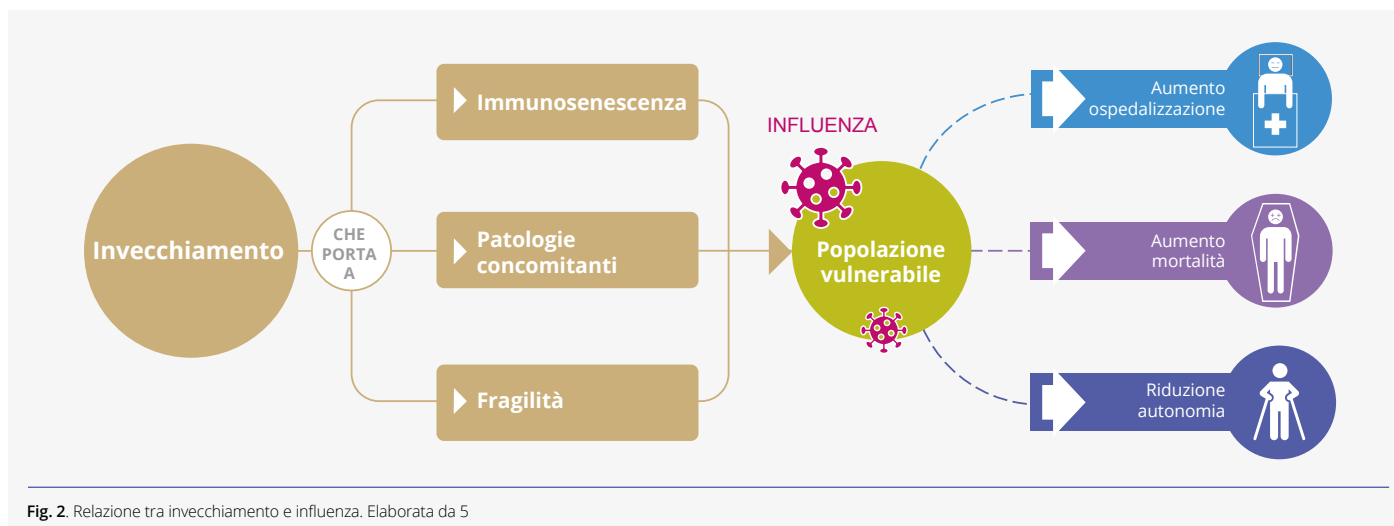 Invecchiamento
CHE
PORTA
A
Immunosenescenza
Patologie
concomitanti
Fragilità
INFLUENZA
Popolazione
vulnerabile
Aumento
ospedalizzazione
Aumento
mortalità
Riduzione
autonomia
Fig. 2. Relazione tra invecchiamento e influenza. Elaborata da 5